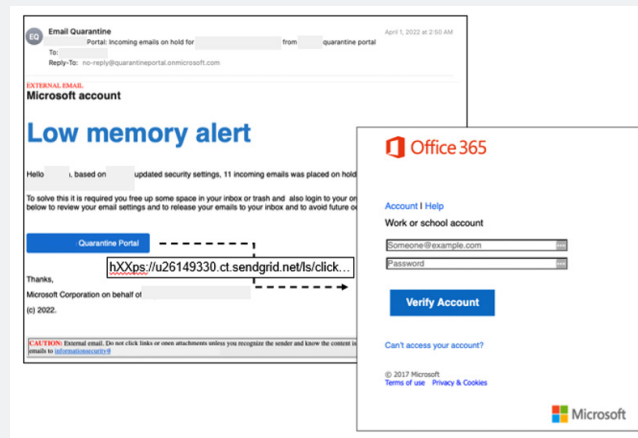 EQ
Email Quarantine
April 1, 2022 at 2:50 AM
Portal: Incoming emails on hold for from quarantine portal
To:
Reply-To: no-reply@quarantineportal.onmicrosoft.com
EXTERNAL EMAIL
Microsoft account
Low memory alert
Hello , based on updated security settings, 11 incoming emails was placed on hold
To solve this it is required you free up some space in your inbox or trash and also login to your on
below to review your email settings and to release your emails to your inbox and to avoid future o
Quarantine Portal
hXXps://u26149330.ct.sendgrid.net/ls/click...
Thanks,
Microsoft Corporation on behalf of
(c) 2022.
CAUTION: External email. Do not click links or open attachments unless you recognize the sender and know the content is
emails to informationsecurity@
Office 365
Account | Help
Work or school account
Someone@example.com
Password
Verify Account
Can't access your account?
© 2017 Microsoft
Terms of use Privacy & Cookies
Microsoft